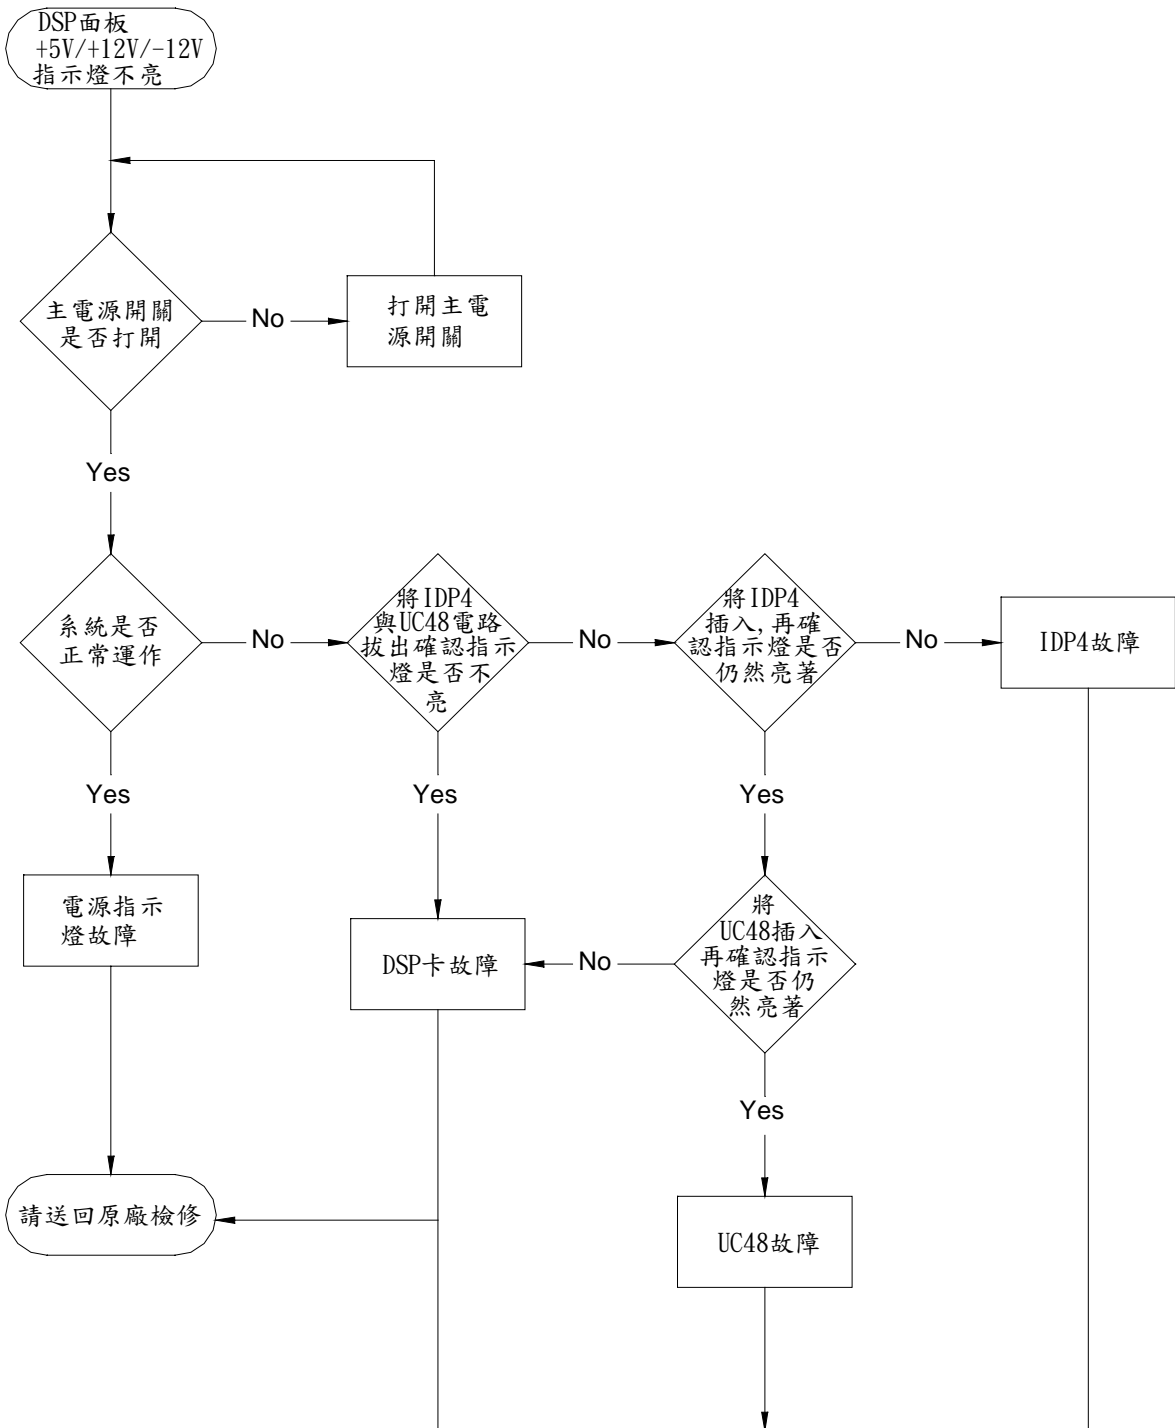 DSP面板
+5V/+12V/-12V
指示燈不亮
主電源開關
是否打開
No
打開主電
源開關
Yes
系統是否
正常運作
No
將IDP4
與UC48電路
拔出確認指示
燈是否不
亮
No
將IDP4
插入,再確
認指示燈是否
仍然亮著
No
IDP4故障
Yes
Yes
Yes
電源指示
燈故障
DSP卡故障
No
將
UC48插入
再確認指示
燈是否仍
然亮著
Yes
請送回原廠檢修
UC48故障